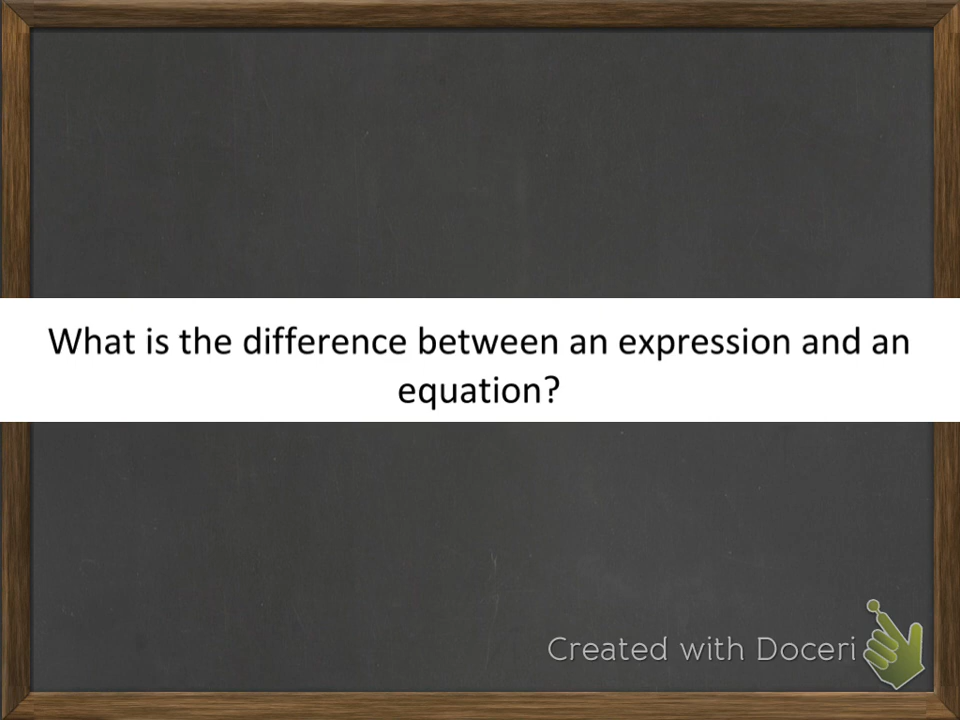 What is the difference between an expression and an
equation?
Created with Doceri